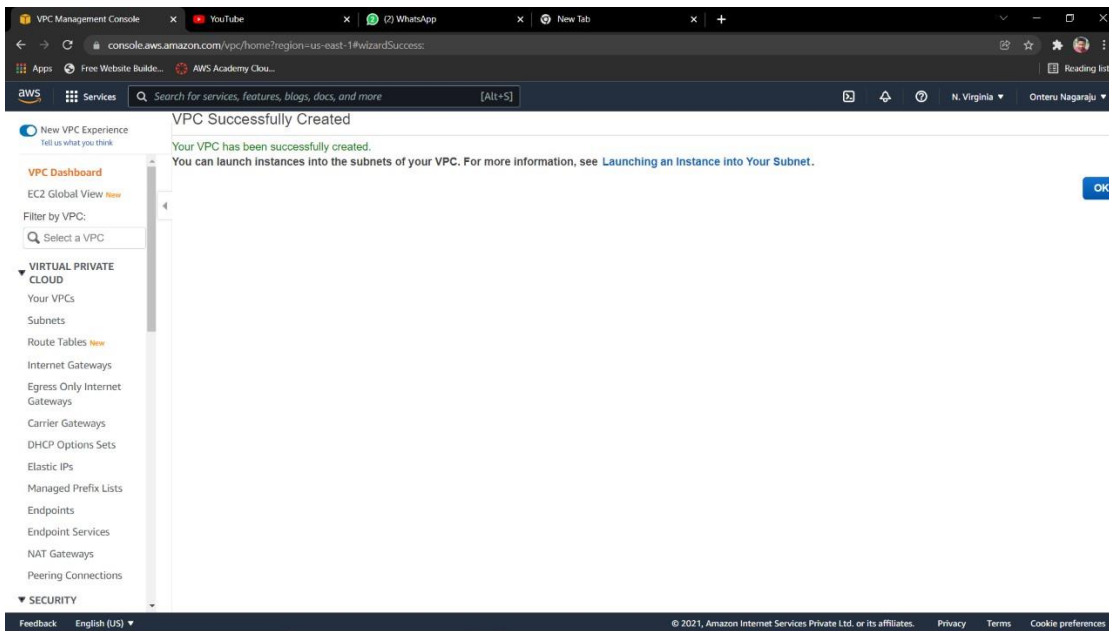 VPC Management Console
YouTube
(2) WhatsApp
New Tab
console.aws.amazon.com/vpc/home?region=us-east-1#wizardSuccess:
Apps
Free Website Builde...
AWS Academy Clou...
Reading list
aws
Services
Search for services, features, blogs, docs, and more
[Alt+S]
N. Virginia
Onteru Nagaraju
New VPC Experience
Tell us what you think
VPC Dashboard
EC2 Global View New
Filter by VPC:
Select a VPC
VIRTUAL PRIVATE
CLOUD
Your VPCs
Subnets
Route Tables New
Internet Gateways
Egress Only Internet
Gateways
Carrier Gateways
DHCP Options Sets
Elastic IPs
Managed Prefix Lists
Endpoints
Endpoint Services
NAT Gateways
Peering Connections
SECURITY
VPC Successfully Created
Your VPC has been successfully created.
You can launch instances into the subnets of your VPC. For more information, see Launching an Instance into Your Subnet.
OK
Feedback
English (US)
© 2021, Amazon Internet Services Private Ltd. or its affiliates.
Privacy
Terms
Cookie preferences